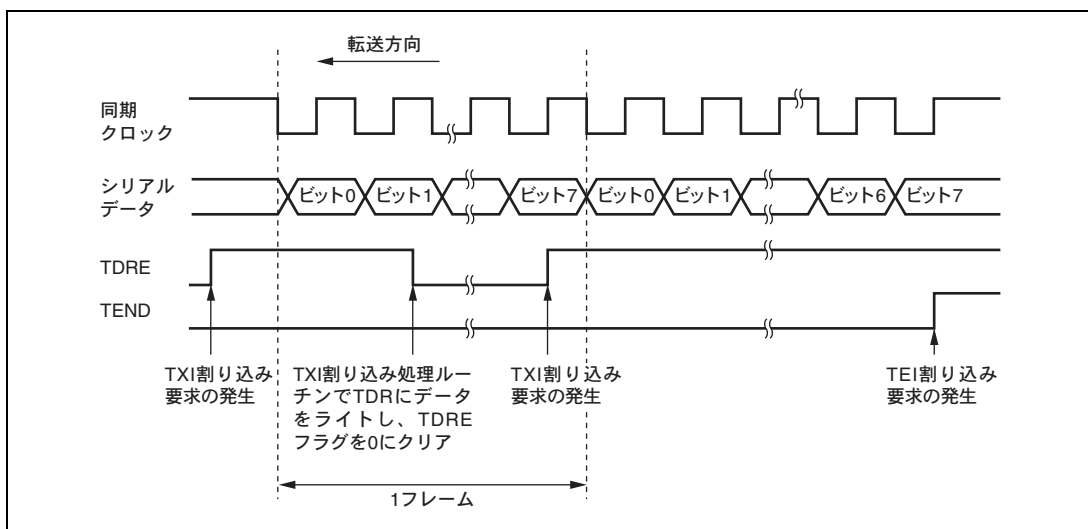 転送方向
同期
クロック
シリアル
データ
ビット0
ビット1
ビット7
ビット0
ビット1
ビット6
ビット7
TDRE
TEND
TXI割り込み
要求の発生
TXI割り込み処理ルー
チンでTDRにデータ
をライトし、TDRE
フラグを0にクリア
TXI割り込み
要求の発生
TEI割り込み
要求の発生
1フレーム